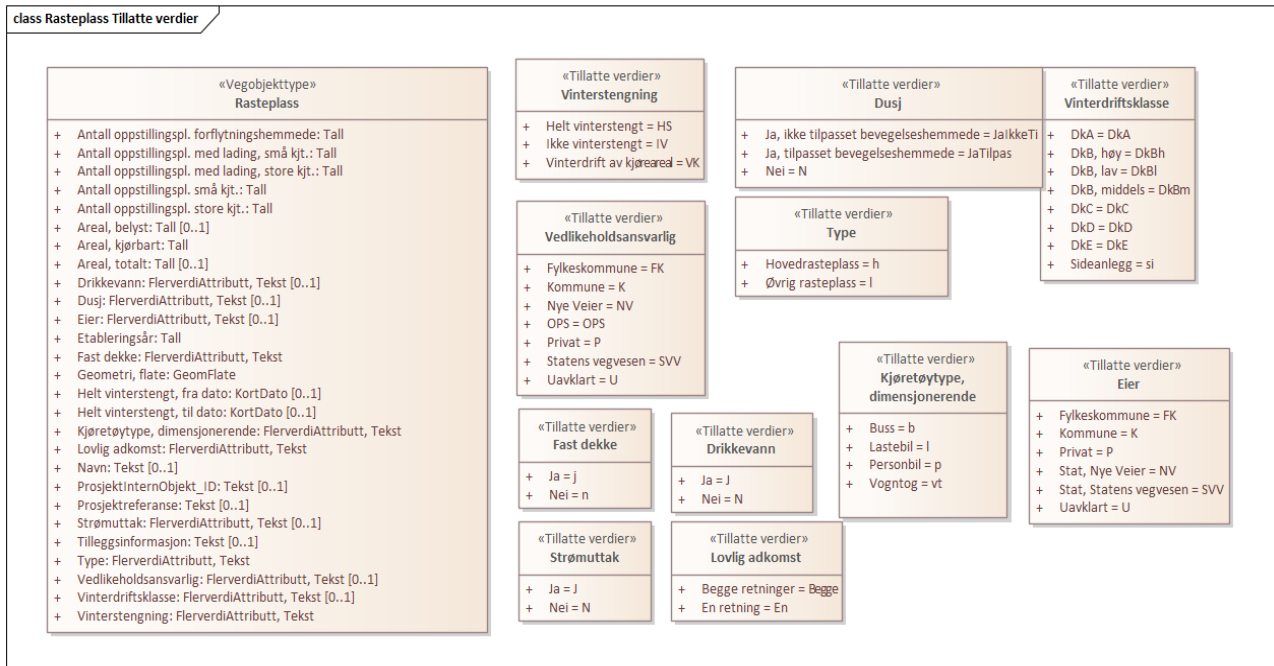 class Rasteplass Tillatte verdier
«Vegobjekttype»
Rasteplass
+ Antall oppstillingspl. forflytningshemmede: Tall
+ Antall oppstillingspl. med lading, små kjt.: Tall
+ Antall oppstillingspl. med lading, store kjt.: Tall
+ Antall oppstillingspl. små kjt.: Tall
+ Antall oppstillingspl. store kjt.: Tall
+ Areal, belyst: Tall [0..1]
+ Areal, kjørbart: Tall
+ Areal, totalt: Tall [0..1]
+ Drikkevann: FlerverdiAttributt, Tekst [0..1]
+ Dusj: FlerverdiAttributt, Tekst [0..1]
+ Eier: FlerverdiAttributt, Tekst [0..1]
+ Etableringsår: Tall
+ Fast dekke: FlerverdiAttributt, Tekst
+ Geometri, flate: GeomFlate
+ Helt vinterstengt, fra dato: KortDato [0..1]
+ Helt vinterstengt, til dato: KortDato [0..1]
+ Kjøretøytype, dimensjonerende: FlerverdiAttributt, Tekst
+ Lovlig adkomst: FlerverdiAttributt, Tekst
+ Navn: Tekst [0..1]
+ ProsjektInternObjekt_ID: Tekst [0..1]
+ Prosjektreferanse: Tekst [0..1]
+ Strømuttak: FlerverdiAttributt, Tekst [0..1]
+ Tilleggsinformasjon: Tekst [0..1]
+ Type: FlerverdiAttributt, Tekst
+ Vedlikeholdsansvarlig: FlerverdiAttributt, Tekst [0..1]
+ Vinterdriftsklasse: FlerverdiAttributt, Tekst [0..1]
+ Vinterstengning: FlerverdiAttributt, Tekst
«Tillatte verdier»
Vinterstengning
+ Helt vinterstengt = HS
+ Ikke vinterstengt = IV
+ Vinterdrift av kjøreareal = VK
«Tillatte verdier»
Vedlikeholdsansvarlig
+ Fylkeskommune = FK
+ Kommune = K
+ Nye Veier = NV
+ OPS = OPS
+ Privat = P
+ Statens vegvesen = SVV
+ Uavklart = U
«Tillatte verdier»
Fast dekke
+ Ja = j
+ Nei = n
«Tillatte verdier»
Strømuttak
+ Ja = J
+ Nei = N
«Tillatte verdier»
Drikkevann
+ Ja = J
+ Nei = N
«Tillatte verdier»
Lovlig adkomst
+ Begge retninger = Begge
+ En retning = En
«Tillatte verdier»
Dusj
+ Ja, ikke tilpasset bevegelseshemmede = JaIkkeTi
+ Ja, tilpasset bevegelseshemmede = JaTilpas
+ Nei = N
«Tillatte verdier»
Type
+ Hovedrasteplass = h
+ Øvrig rasteplass = l
«Tillatte verdier»
Vinterdriftsklasse
+ DkA = DkA
+ DkB, høy = DkBh
+ DkB, lav = DkBl
+ DkB, middels = DkBm
+ DkC = DkC
+ DkD = DkD
+ DkE = DkE
+ Sideanlegg = si
«Tillatte verdier»
Kjøretøytype,
dimensjonerende
+ Buss = b
+ Lastebil = l
+ Personbil = p
+ Vogntog = vt
«Tillatte verdier»
Eier
+ Fylkeskommune = FK
+ Kommune = K
+ Privat = P
+ Stat, Nye Veier = NV
+ Stat, Statens vegvesen = SVV
+ Uavklart = U